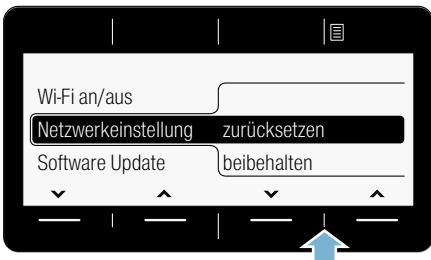 Wi-Fi an/aus
Netzwerkeinstellung zurücksetzen
Software Update beibehalten